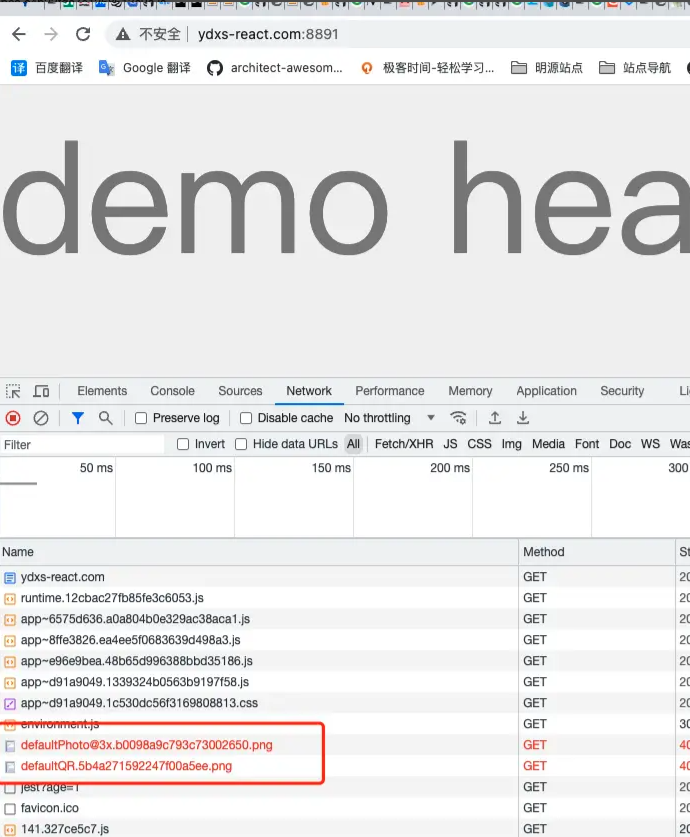 不安全 ydxs-react.com:8891
百度翻译 Google 翻译 architect-awesom... 极客时间-轻松学习... 明源站点 站点导航
demo hea
Elements Console Sources Network Performance Memory Application Security Li
Preserve log Disable cache No throttling
Filter Invert Hide data URLs All Fetch/XHR JS CSS Img Media Font Doc WS Was
50 ms 100 ms 150 ms 200 ms 250 ms 300
Name Method St
ydxs-react.com GET 20
runtime.12cbac27fb85fe3c6053.js GET 20
app~6575d636.a0a804b0e329ac38aca1.js GET 20
app~8ffe3826.ea4ee5f0683639d498a3.js GET 20
app~e96e9bea.48b65d996388bbd35186.js GET 20
app~d91a9049.1339324b0563b9197f58.js GET 20
app~d91a9049.1c530dc56f3169808813.css GET 20
environment.js GET 30
defaultPhoto@3x.b0098a9c793c73002650.png GET 40
defaultQR.5b4a271592247f00a5ee.png GET 40
jest?age=1 GET 20
favicon.ico GET 20
141.327ce5c7.js GET 20